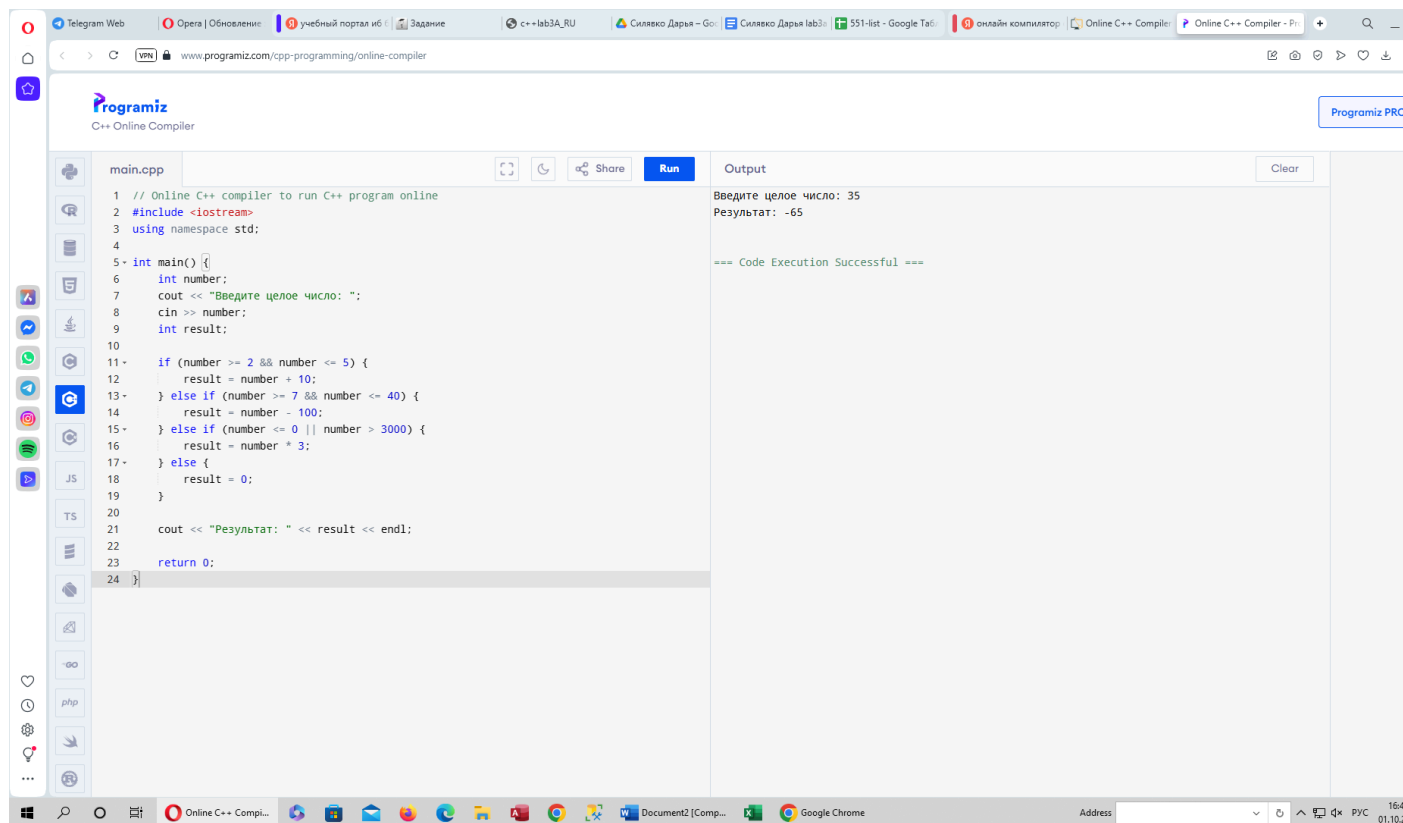 Telegram Web
Opera | Обновление
учебный портал иб б
Задание
c++lab3A_RU
Силявко Дарья – Goo
Силявко Дарья lab3a
551-list - Google Табл
онлайн компилятор
Online C++ Compiler
Online C++ Compiler - Pro
VPN
www.programiz.com/cpp-programming/online-compiler
Programiz
C++ Online Compiler
Programiz PRO
main.cpp
Share
Run
Output
Clear
1 // Online C++ compiler to run C++ program online
2 #include <iostream>
3 using namespace std;
4
5 int main() {
6 int number;
7 cout << "Введите целое число: ";
8 cin >> number;
9 int result;
10
11 if (number >= 2 && number <= 5) {
12 result = number + 10;
13 } else if (number >= 7 && number <= 40) {
14 result = number - 100;
15 } else if (number <= 0 || number > 3000) {
16 result = number * 3;
17 } else {
18 result = 0;
19 }
20
21 cout << "Результат: " << result << endl;
22
23 return 0;
24 }
Введите целое число: 35
Результат: -65
=== Code Execution Successful ===
JS
TS
GO
php
Online C++ Compi...
Document2 [Comp...
Google Chrome
Address
РУС
16:4
01.10.2